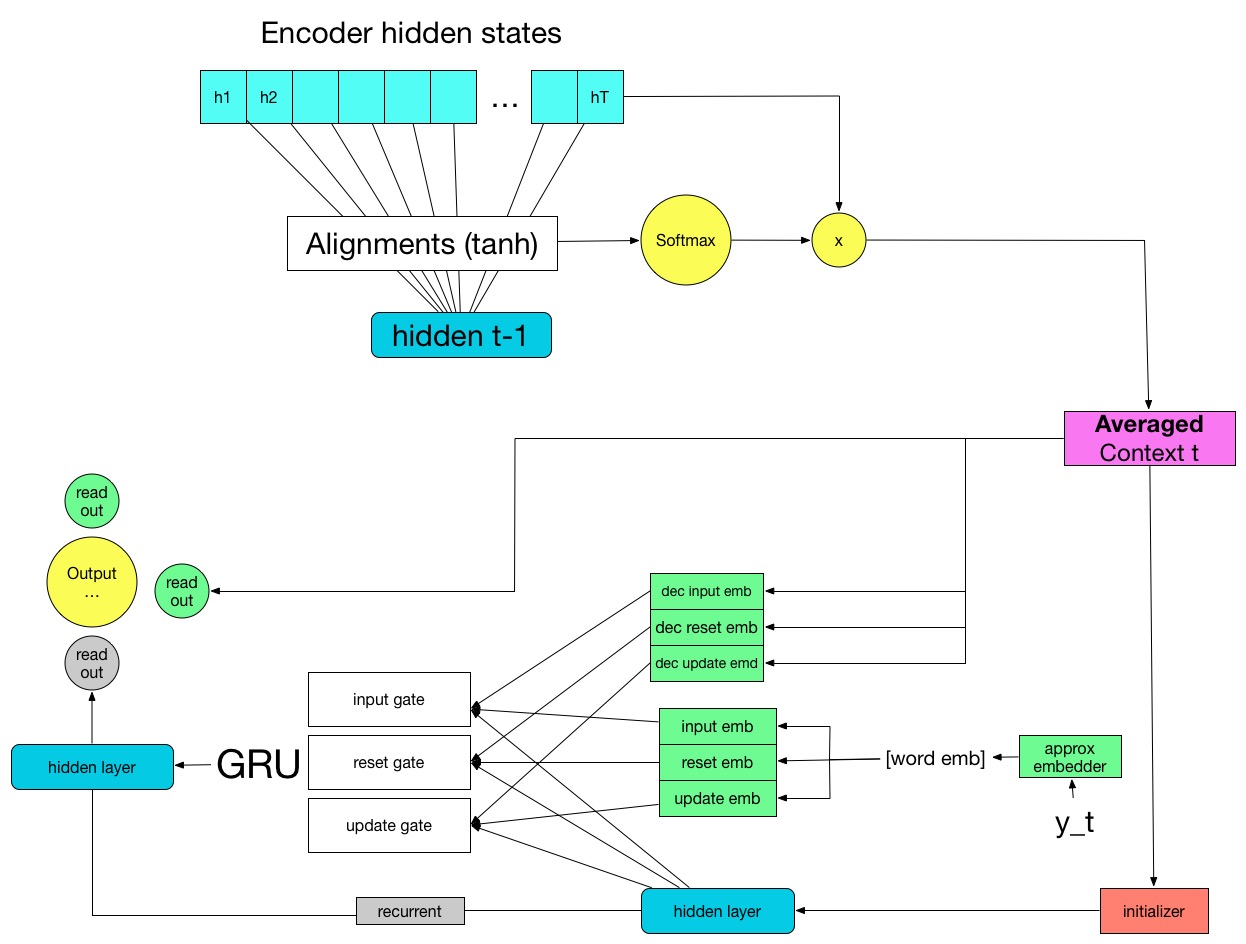 Encoder hidden states
h1
h2
...
hT
Alignments (tanh)
Softmax
x
hidden t-1
Averaged
Context t
read
out
Output
...
read
out
read
out
dec input emb
dec reset emb
dec update emd
input gate
reset gate
update gate
input emb
reset emb
update emb
[word emb]
approx
embedder
y_t
hidden layer
GRU
recurrent
hidden layer
initializer